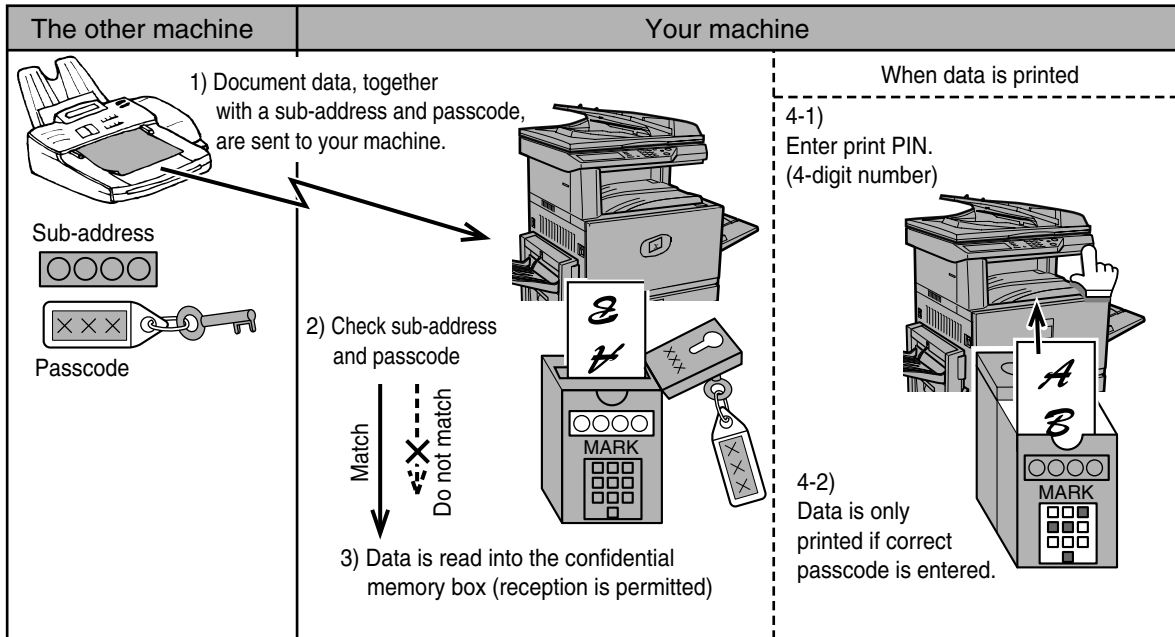 The other machine
Your machine
1) Document data, together
with a sub-address and passcode,
are sent to your machine.
Sub-address
○○○○
×××
Passcode
2) Check sub-address
and passcode
Match
Do not match
A
B
×××
○○○○
MARK
×××
3) Data is read into the confidential
memory box (reception is permitted)
When data is printed
4-1)
Enter print PIN.
(4-digit number)
A
B
○○○○
MARK
4-2)
Data is only
printed if correct
passcode is entered.